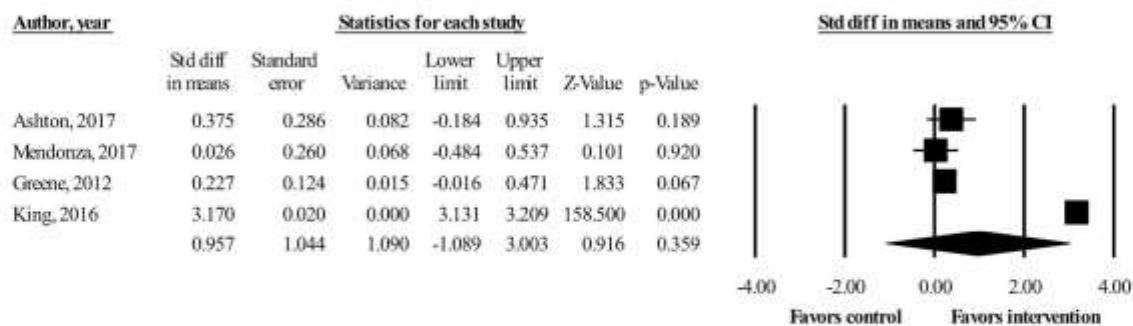 Author, year Statistics for each study Std diff in means and 95% CI
Std diff in means Standard error Variance Lower limit Upper limit Z-Value p-Value
Ashton, 2017 0.375 0.286 0.082 -0.184 0.935 1.315 0.189
Mendonza, 2017 0.026 0.260 0.068 -0.484 0.537 0.101 0.920
Greene, 2012 0.227 0.124 0.015 -0.016 0.471 1.833 0.067
King, 2016 3.170 0.020 0.000 3.131 3.209 158.500 0.000
0.957 1.044 1.090 -1.089 3.003 0.916 0.359
-4.00 -2.00 0.00 2.00 4.00
Favors control Favors intervention